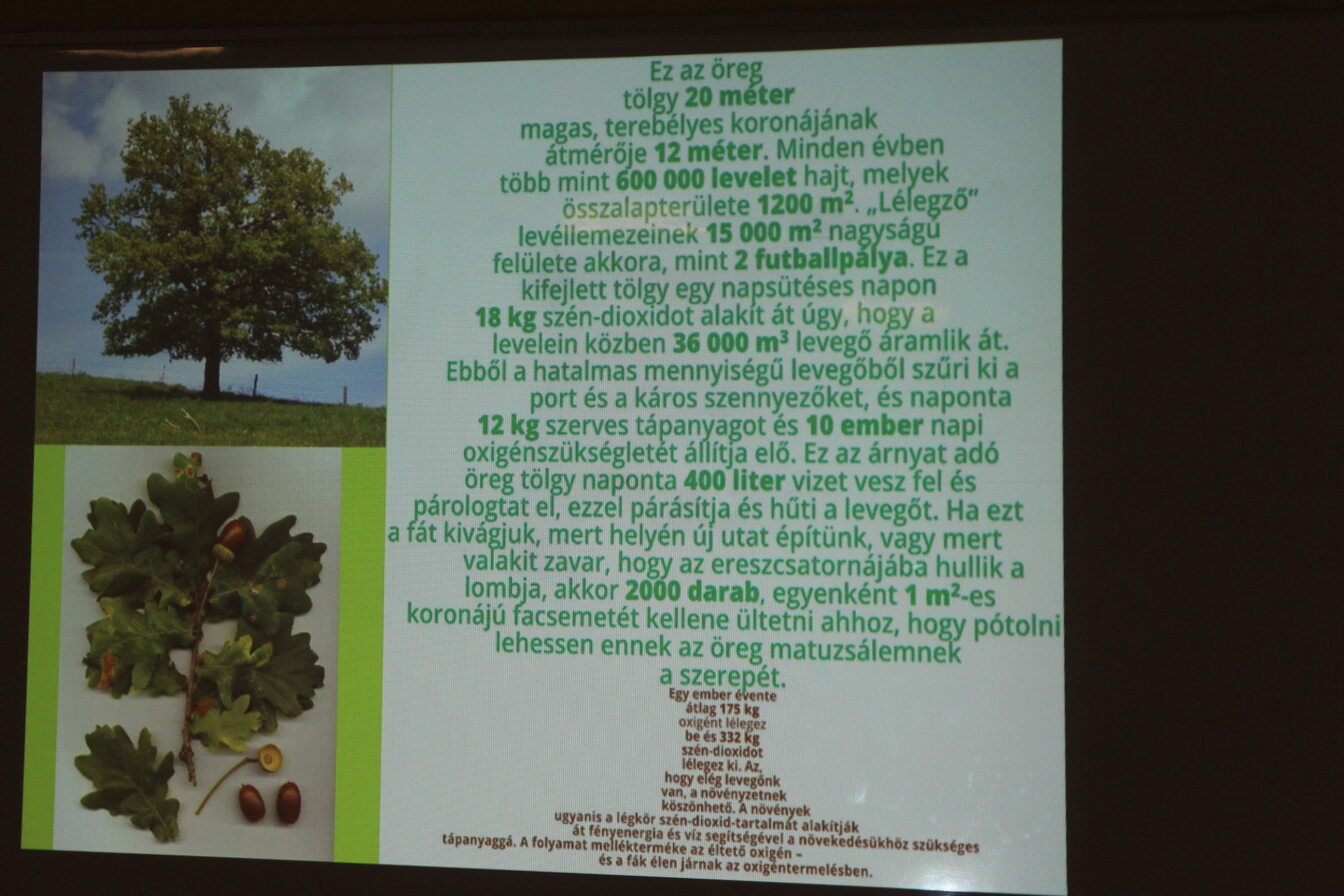 Ez az öreg
tölgy 20 méter
magas, terebélyes koronájának
átmérője 12 méter. Minden évben
több mint 600 000 levelet hajt, melyek
összalapterülete 1200 m². „Lélegző”
levéllemezeinek 15 000 m² nagyságú
felülete akkora, mint 2 futballpálya. Ez a
kifejlett tölgy egy napsütéses napon
18 kg szén-dioxidot alakít át úgy, hogy a
levelein közben 36 000 m³ levegő áramlik át.
Ebből a hatalmas mennyiségű levegőből szűri ki a
port és a káros szennyezőket, és naponta
12 kg szerves tápanyagot és 10 ember napi
oxigénszükségletét állítja elő. Ez az árnyat adó
öreg tölgy naponta 400 liter vizet vesz fel és
párologtat el, ezzel párásítja és hűti a levegőt. Ha ezt
a fát kivágjuk, mert helyén új utat építünk, vagy mert
valakit zavar, hogy az ereszcsatornájába hullik a
lombja, akkor 2000 darab, egyenként 1 m²-es
koronájú facsemetét kellene ültetni ahhoz, hogy pótolni
lehessen ennek az öreg matuzsálemnek
a szerepét.
Egy ember évente
átlag 175 kg
oxigént lélegez
be és 332 kg
szén-dioxidot
lélegez ki. Az,
hogy elég levegőnk
van, a növényzetnek
köszönhető. A növények
ugyanis a légkör szén-dioxid-tartalmát alakítják
át fényenergia és víz segítségével a növekedésükhöz szükséges
tápanyaggá. A folyamat mellékterméke az éltető oxigén –
és a fák élen járnak az oxigéntermelésben.